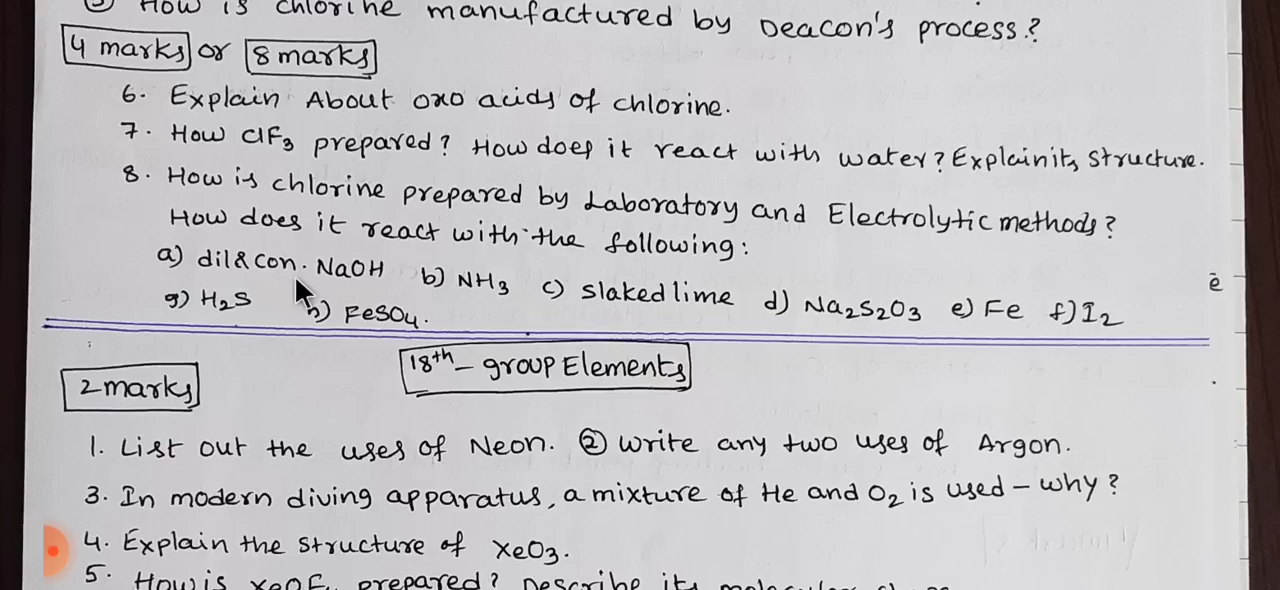 How is chlorine manufactured by Deacon's process?
4 marks or 8 marks
6. Explain About oxo acids of chlorine.
7. How ClF3 prepared? How does it react with water? Explain its structure.
8. How is chlorine prepared by Laboratory and Electrolytic methods?
How does it react with the following:
a) dil & con. NaOH b) NH3 c) slaked lime d) Na2S2O3 e) Fe f) I2
g) H2S h) FeSO4.
ē
18th - group Elements
2 marks
1. List out the uses of Neon. ② Write any two uses of Argon.
3. In modern diving apparatus, a mixture of He and O2 is used - why?
4. Explain the structure of XeO3.
5. How is prepared? Describe its